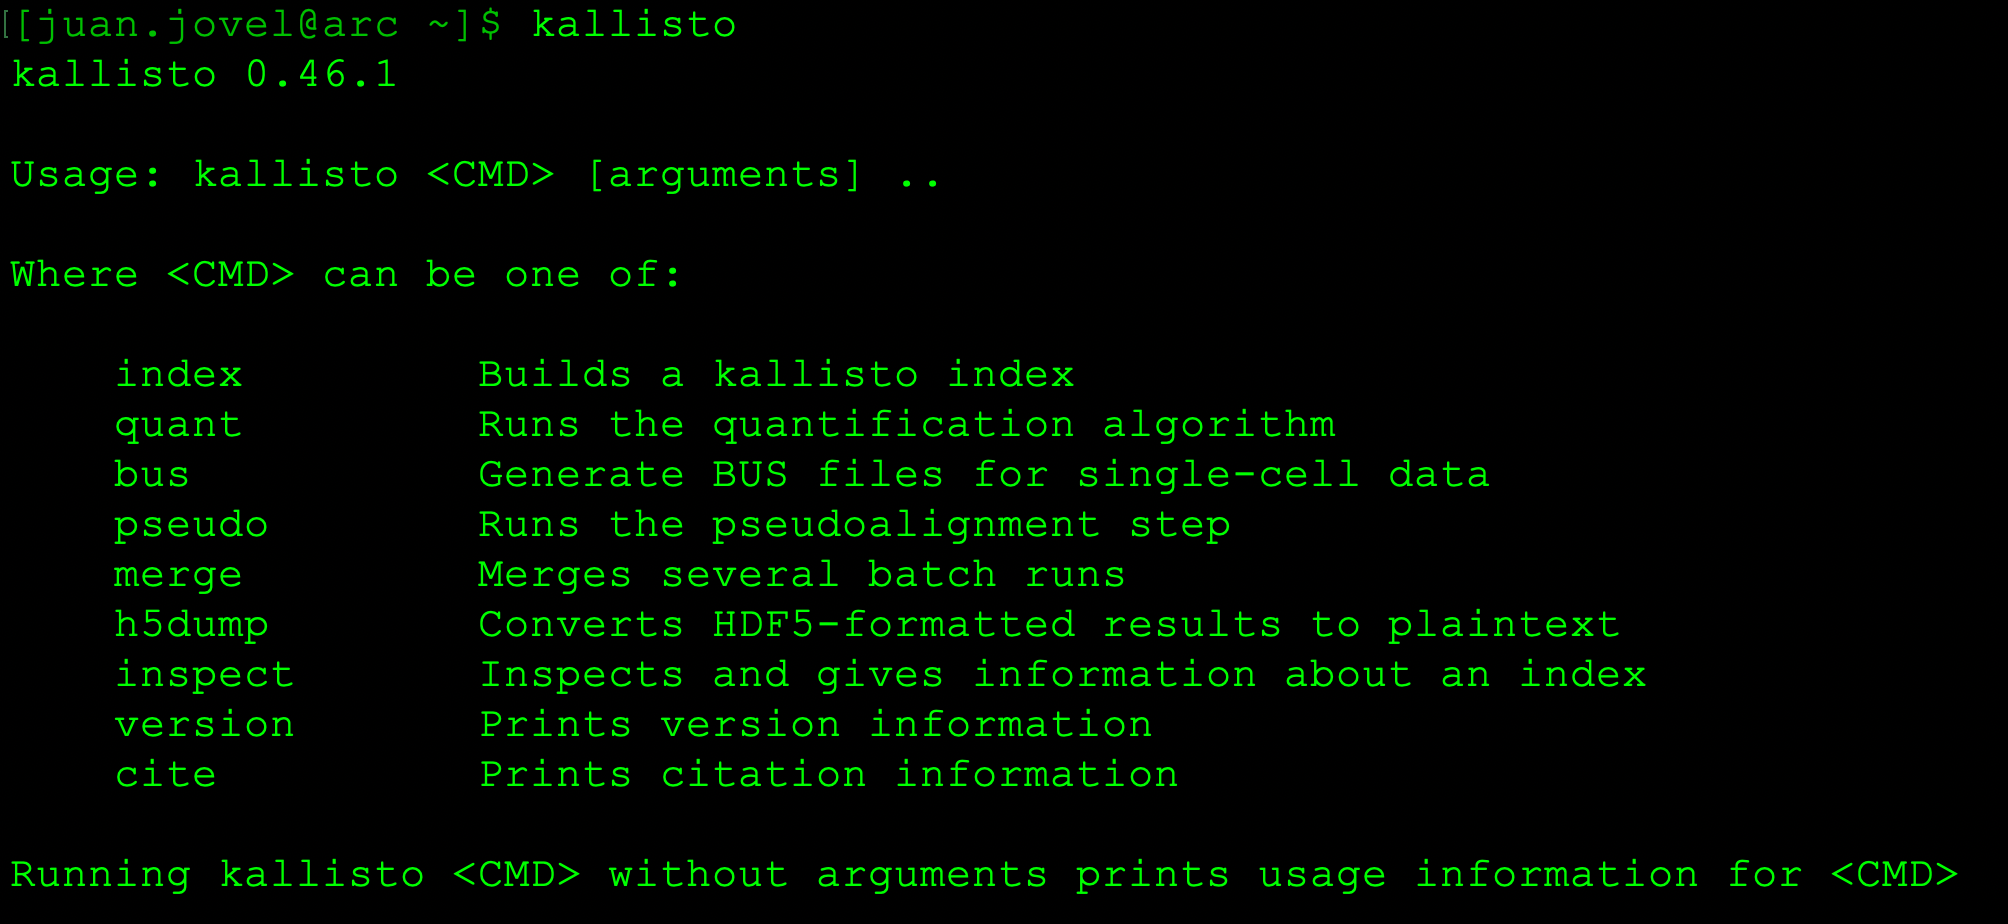 [[juan.jovel@arc ~]$ kallisto
kallisto 0.46.1
Usage: kallisto <CMD> [arguments] ..
Where <CMD> can be one of:
index Builds a kallisto index
quant Runs the quantification algorithm
bus Generate BUS files for single-cell data
pseudo Runs the pseudoalignment step
merge Merges several batch runs
h5dump Converts HDF5-formatted results to plaintext
inspect Inspects and gives information about an index
version Prints version information
cite Prints citation information
Running kallisto <CMD> without arguments prints usage information for <CMD>